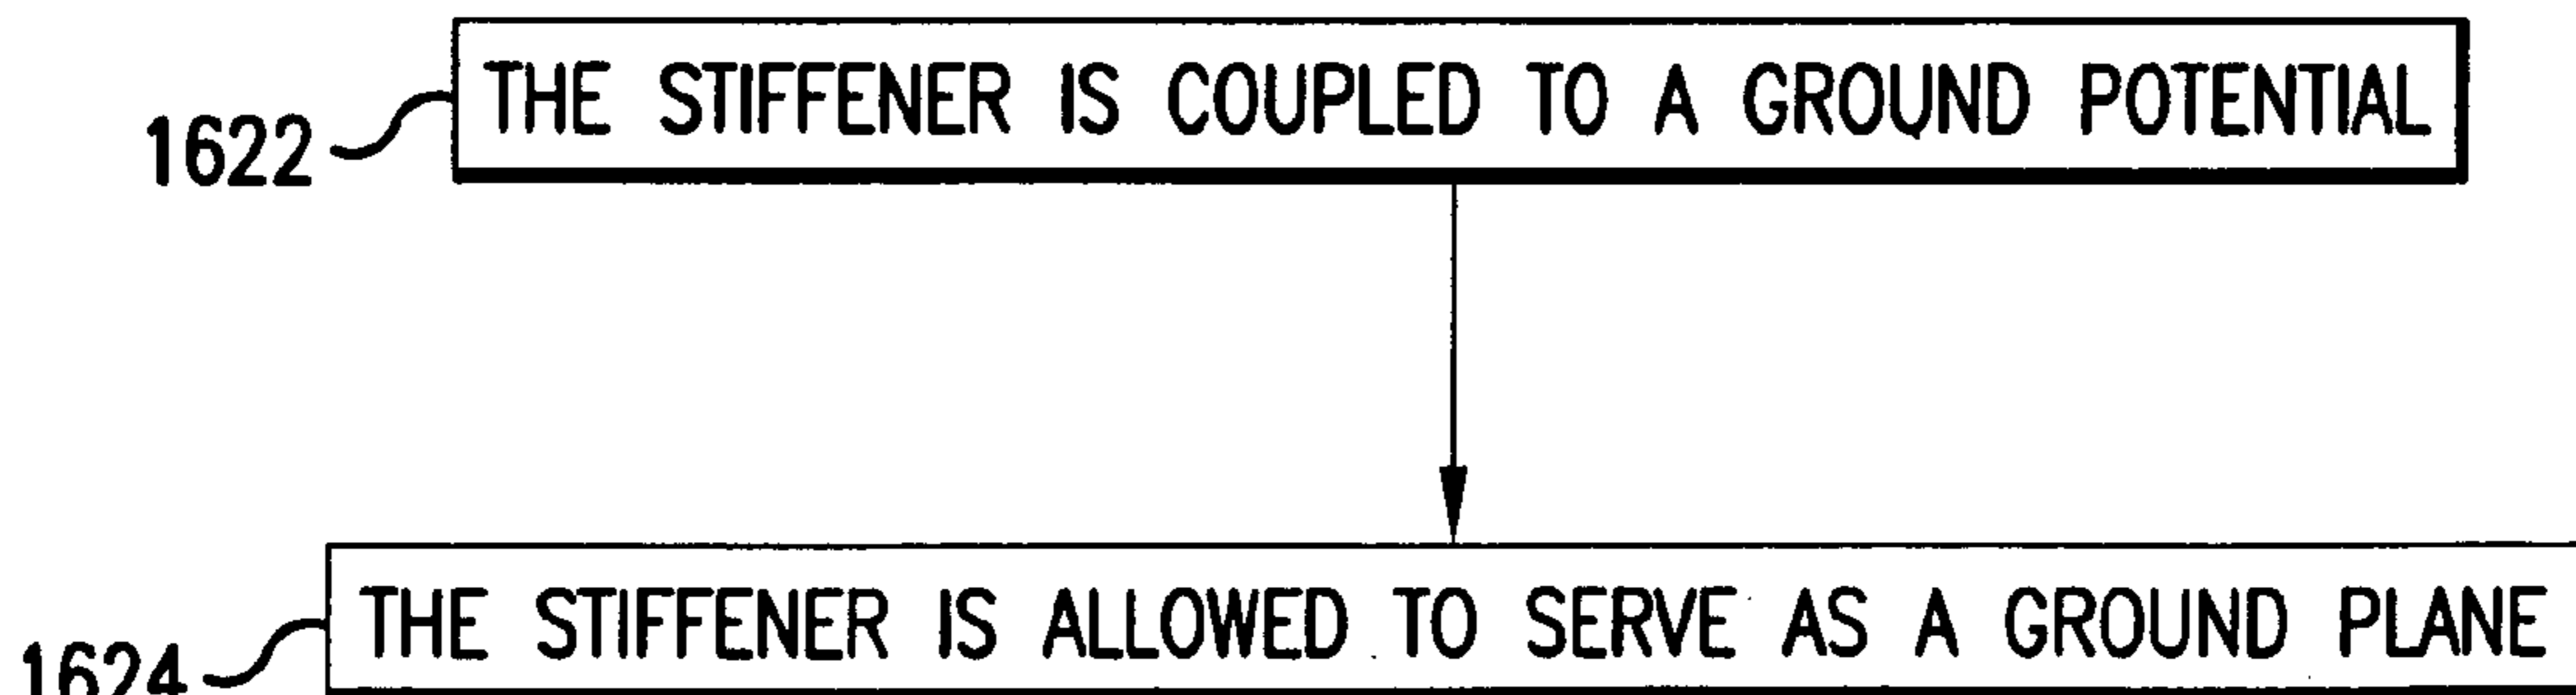 THE STIFFENER IS COUPLED TO A GROUND POTENTIAL
1622
THE STIFFENER IS ALLOWED TO SERVE AS A GROUND PLANE
1624